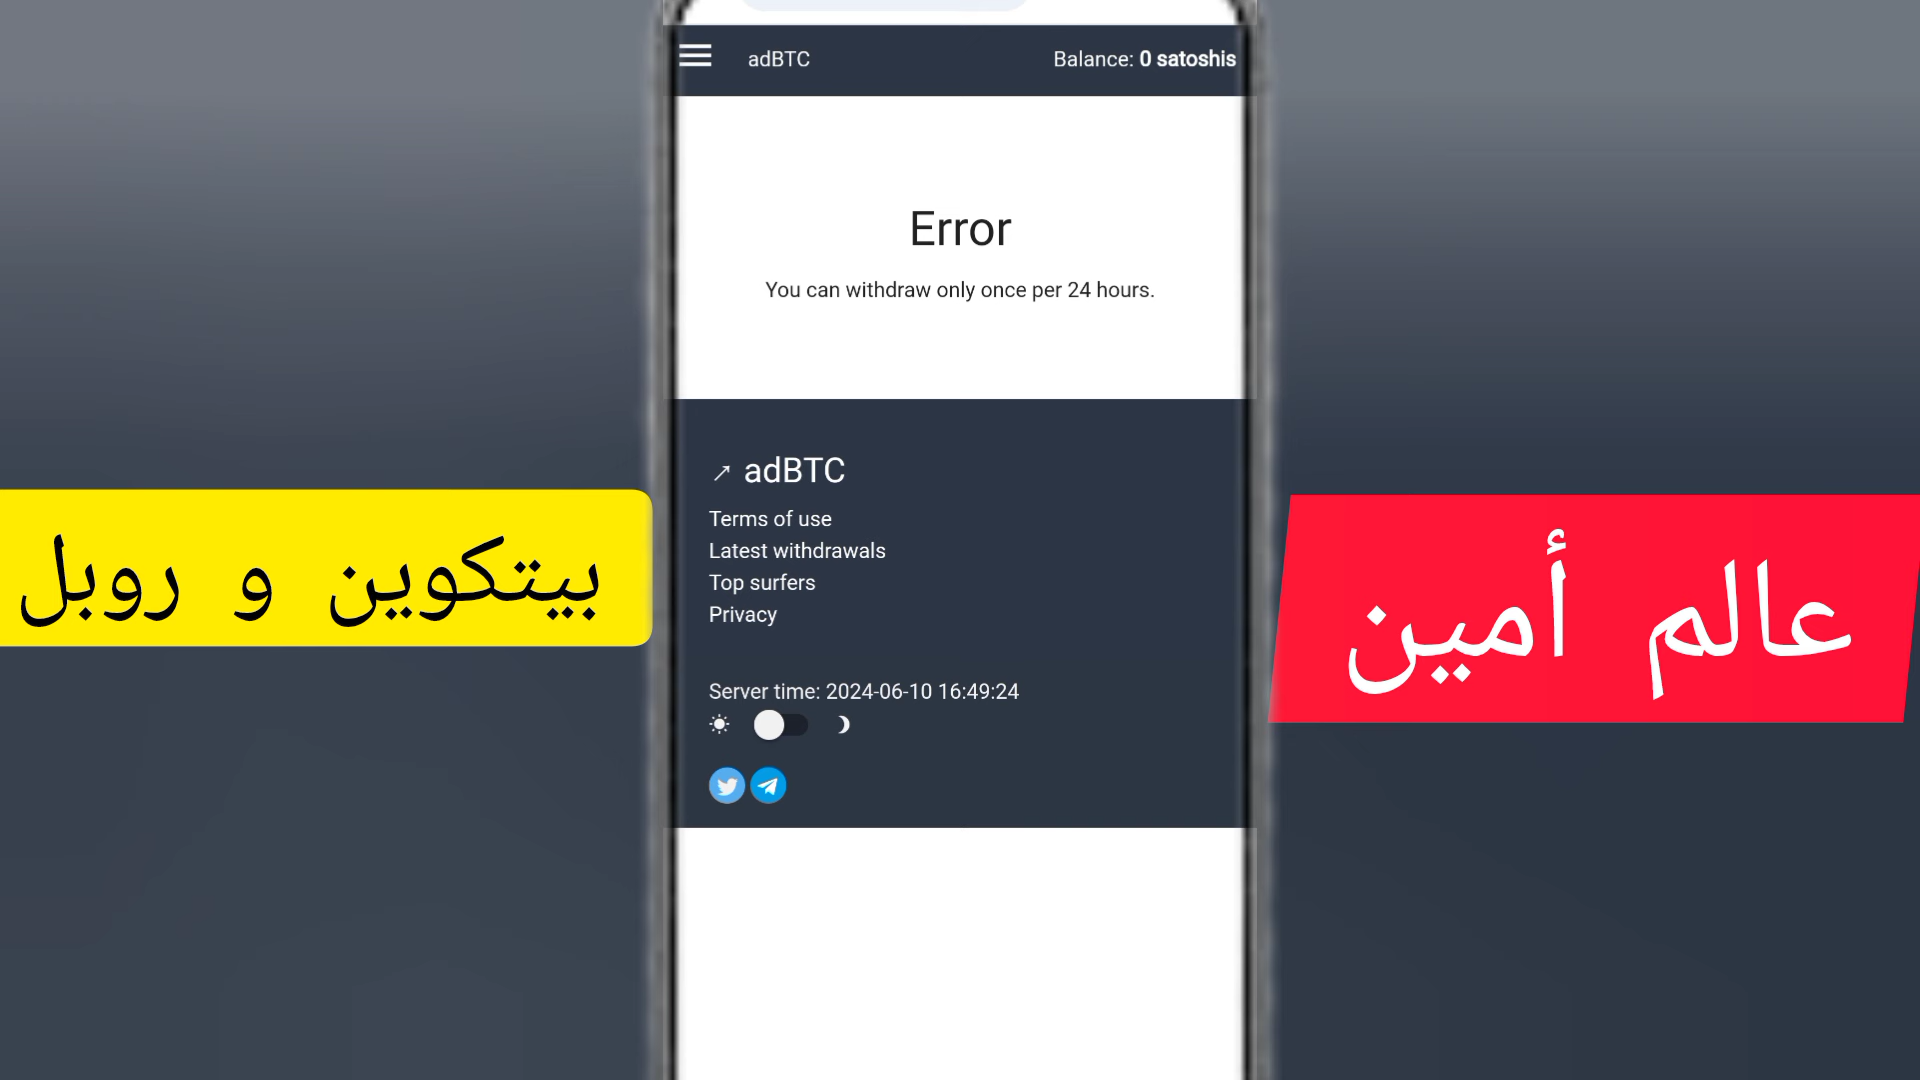 adBTC
Balance: 0 satoshis
Error
You can withdraw only once per 24 hours.
adBTC
Terms of use
Latest withdrawals
Top surfers
Privacy
Server time: 2024-06-10 16:49:24
عالم أمين
بيتكوين و روبل